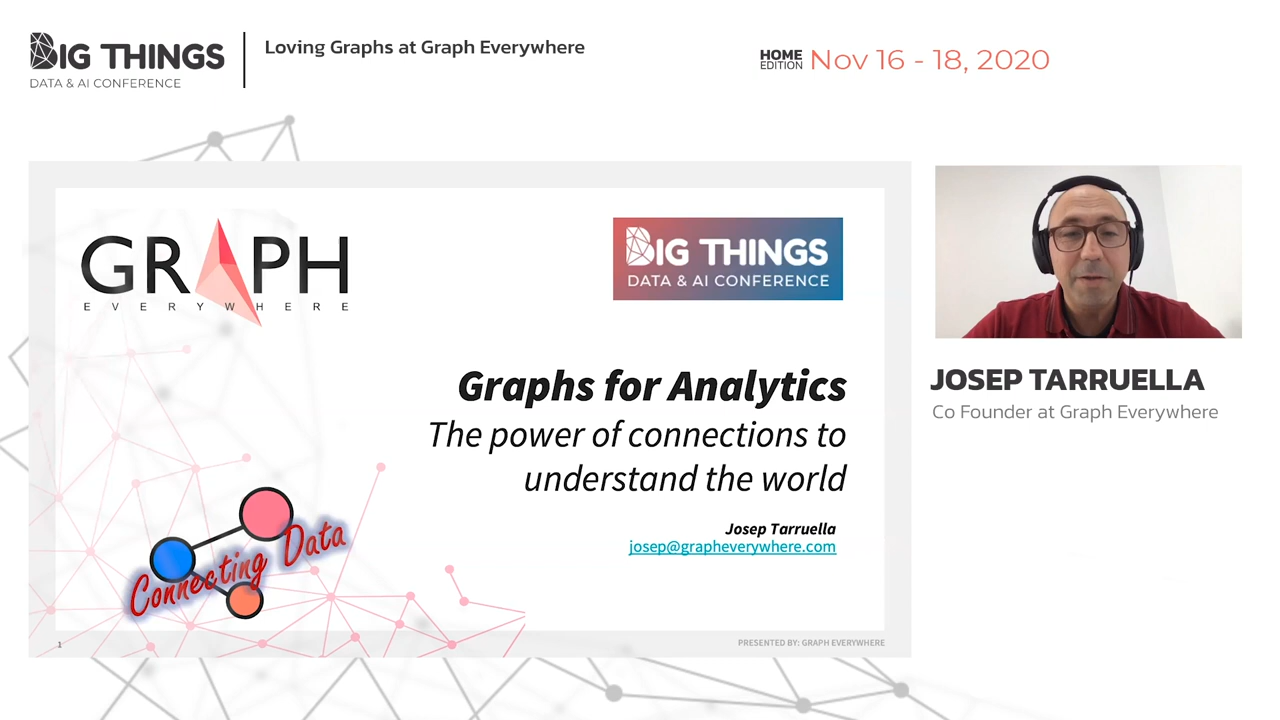 BIG THINGS
DATA & AI CONFERENCE
Loving Graphs at Graph Everywhere
HOME
EDITION
Nov 16 - 18, 2020
GRAPH
EVERYWHERE
BIG THINGS
DATA & AI CONFERENCE
Graphs for Analytics
The power of connections to
understand the world
Josep Tarruella
josep@grapheverywhere.com
Connecting Data
1
PRESENTED BY: GRAPH EVERYWHERE
JOSEP TARRUELLA
Co Founder at Graph Everywhere